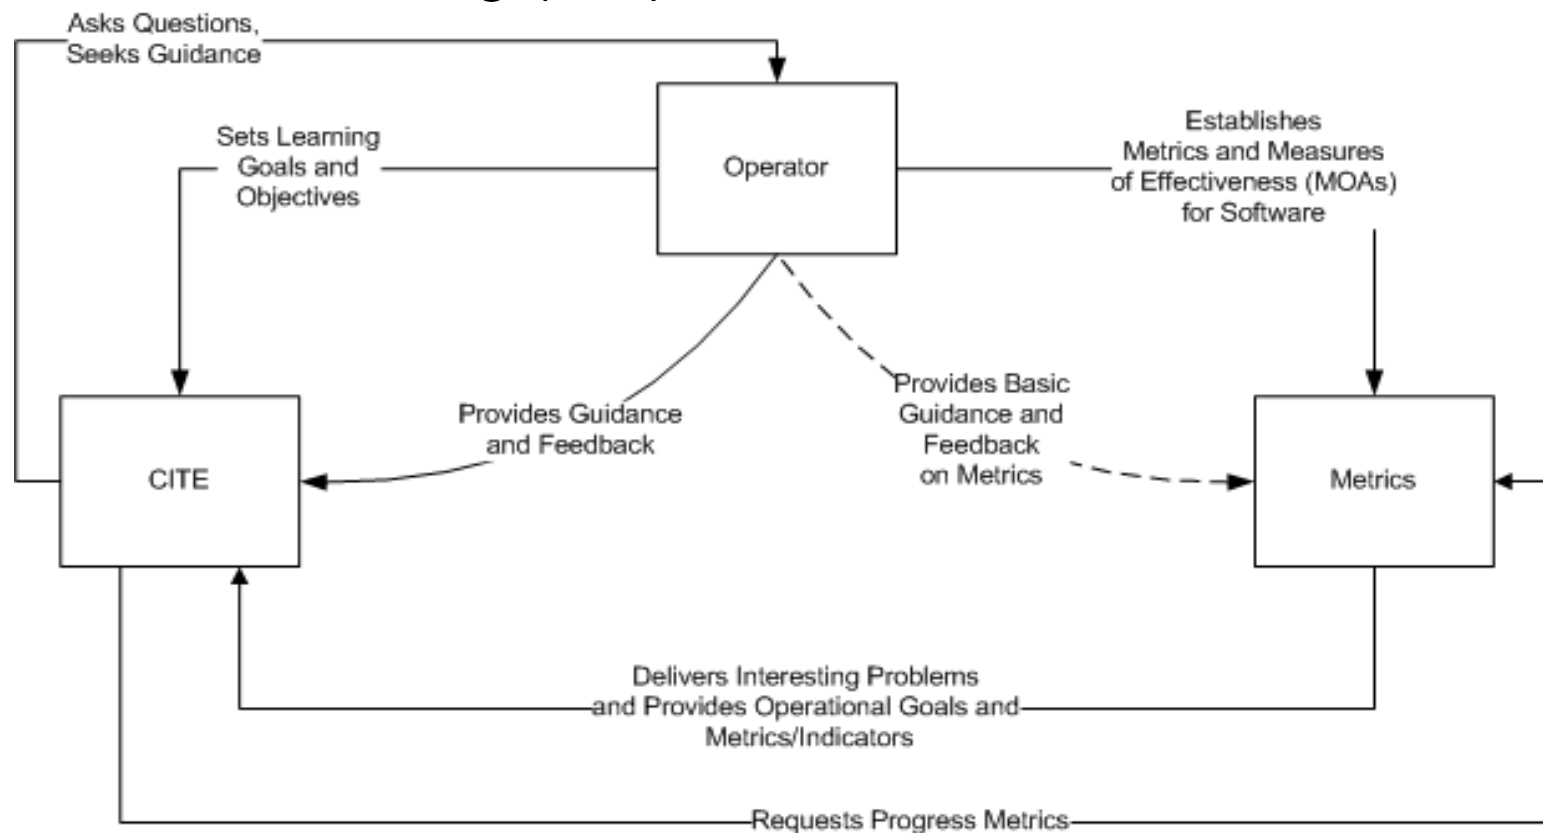 Asks Questions,
Seeks Guidance
Sets Learning
Goals and
Objectives
Operator
Establishes
Metrics and Measures
of Effectiveness (MOAs)
for Software
Provides Guidance
and Feedback
Provides Basic
Guidance and
Feedback
on Metrics
CITE
Metrics
Delivers Interesting Problems
and Provides Operational Goals and
Metrics/Indicators
Requests Progress Metrics